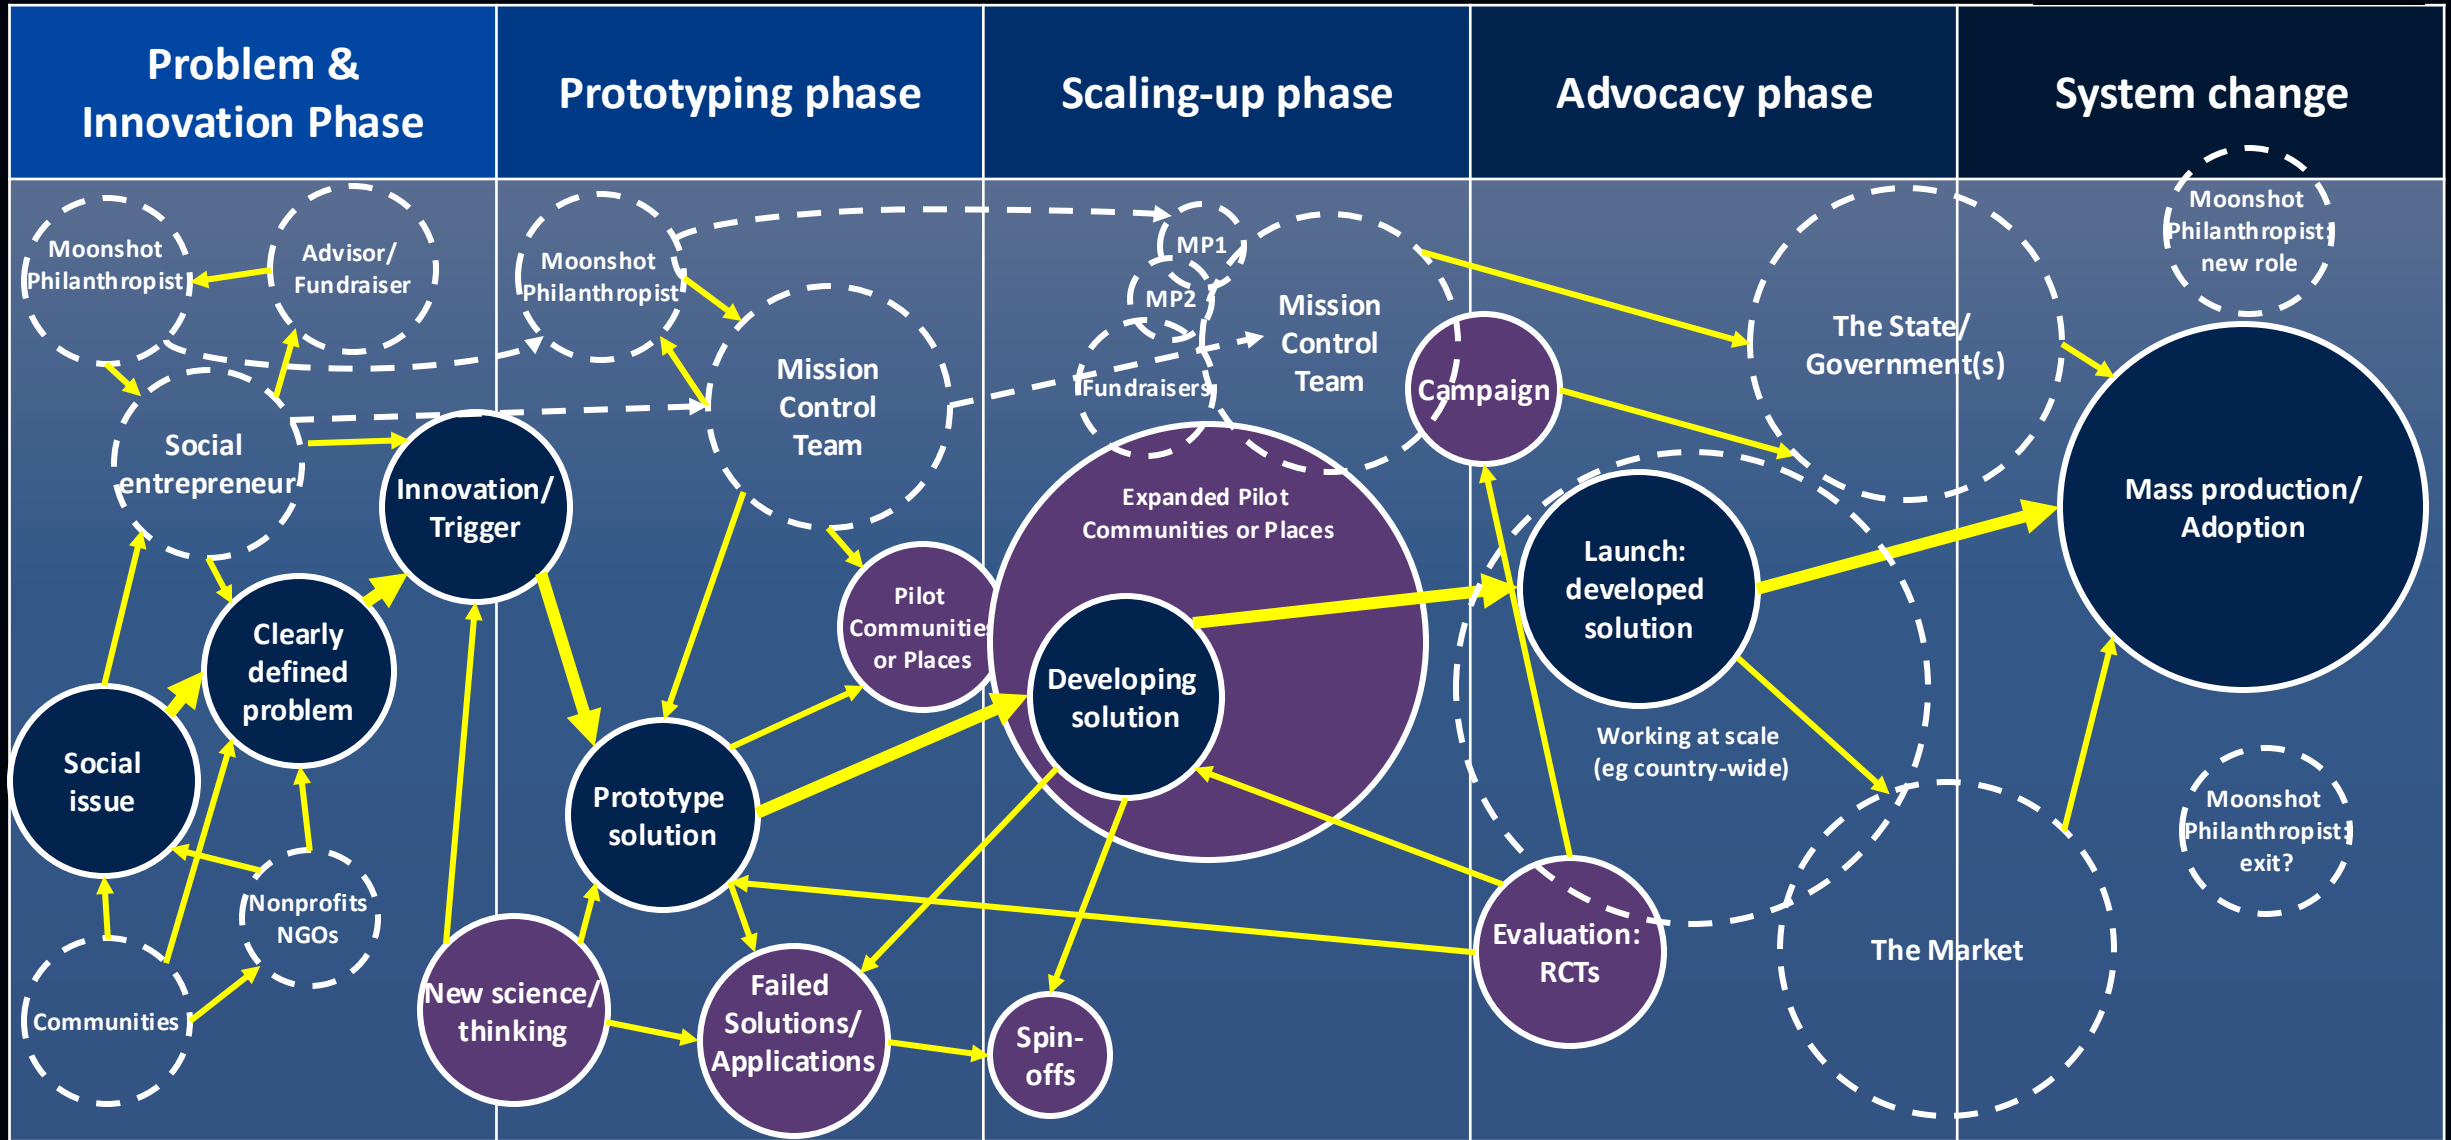 Problem &
Innovation Phase
Prototyping phase
Scaling-up phase
Advocacy phase
System change
Moonshot
Philanthropist
Advisor/
Fundraiser
Social
entrepreneur
Innovation/
Trigger
Clearly
defined
problem
Social
issue
Nonprofits
NGOs
Communities
New science/
thinking
Moonshot
Philanthropist
Mission
Control
Team
Pilot
Communities
or Places
Prototype
solution
Failed
Solutions/
Applications
MP1
MP2
Fundraisers
Mission
Control
Team
Campaign
Expanded Pilot
Communities or Places
Developing
solution
Spin-
offs
The State/
Government(s)
Launch:
developed
solution
Working at scale
(eg country-wide)
Evaluation:
RCTs
The Market
Moonshot
Philanthropist:
new role
Mass production/
Adoption
Moonshot
Philanthropist:
exit?